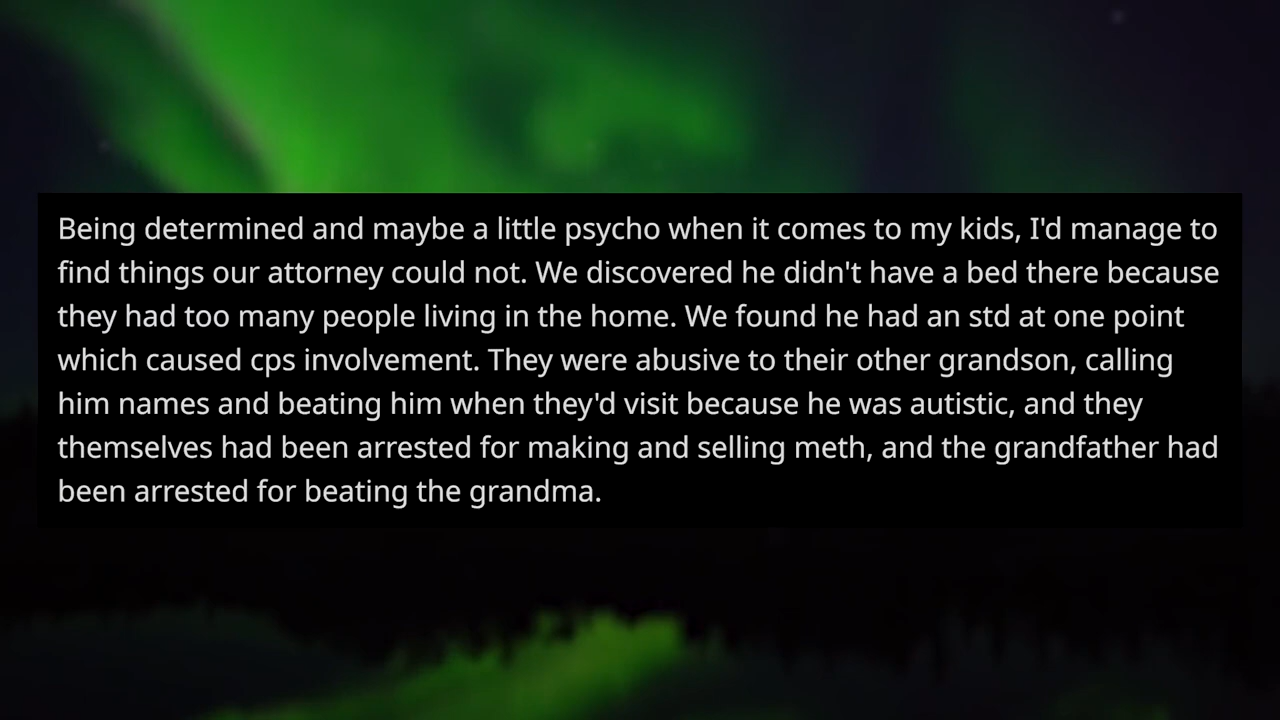 Being determined and maybe a little psycho when it comes to my kids, I'd manage to
find things our attorney could not. We discovered he didn't have a bed there because
they had too many people living in the home. We found he had an std at one point
which caused cps involvement. They were abusive to their other grandson, calling
him names and beating him when they'd visit because he was autistic, and they
themselves had been arrested for making and selling meth, and the grandfather had
been arrested for beating the grandma.